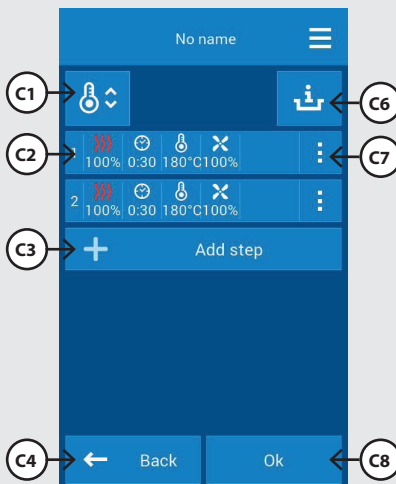 No name
C1
C6
C2
1 100% 0:30 180°C 100%
C7
2 100% 0:30 180°C 100%
C3
Add step
C4
Back
Ok
C8